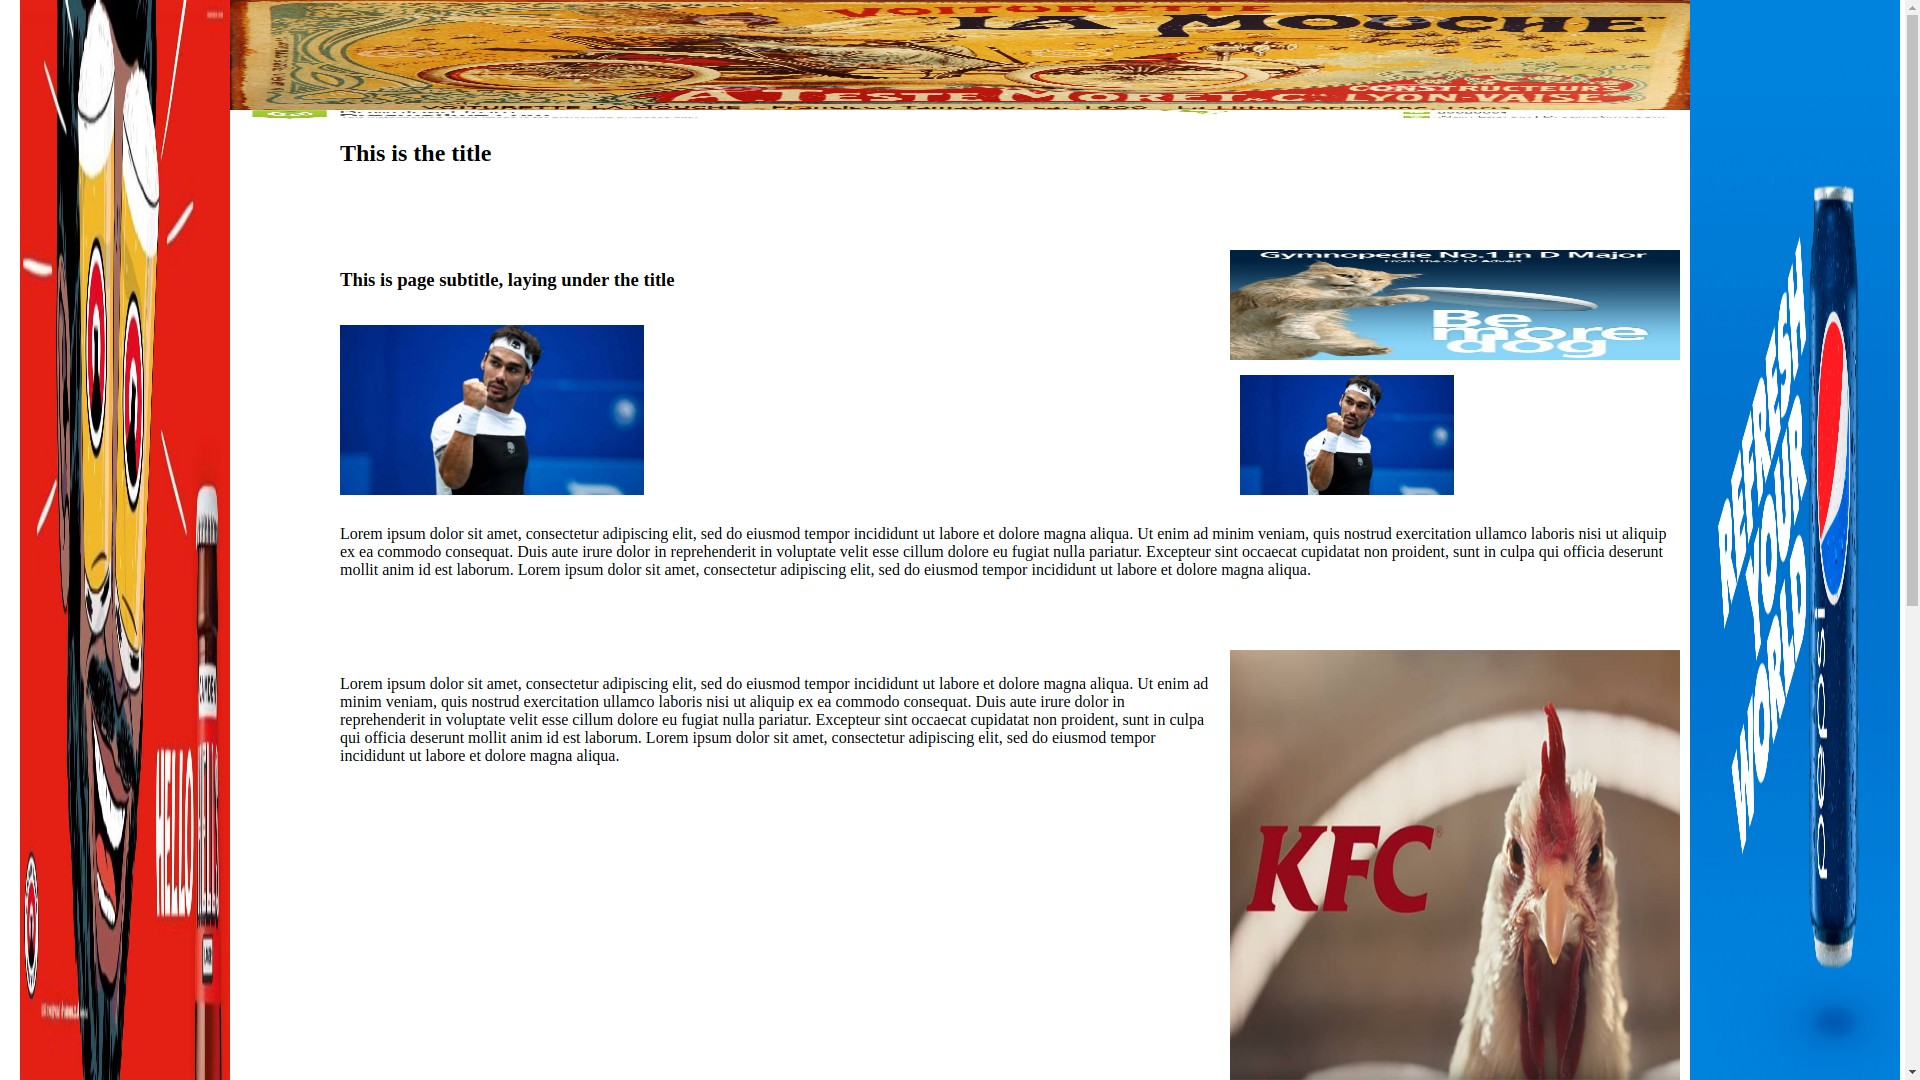 VOITURETTE
LA MOUCHE
A. TESTE MORET
CONSTRUCTEURS
LYON-VAISE
This is the title
Gymnopedie No.1 in D Major
From the o2 TV Advert
Be
more
dog
This is page subtitle, laying under the title
Lorem ipsum dolor sit amet, consectetur adipiscing elit, sed do eiusmod tempor incididunt ut labore et dolore magna aliqua. Ut enim ad minim veniam, quis nostrud exercitation ullamco laboris nisi ut aliquip
ex ea commodo consequat. Duis aute irure dolor in reprehenderit in voluptate velit esse cillum dolore eu fugiat nulla pariatur. Excepteur sint occaecat cupidatat non proident, sunt in culpa qui officia deserunt
mollit anim id est laborum. Lorem ipsum dolor sit amet, consectetur adipiscing elit, sed do eiusmod tempor incididunt ut labore et dolore magna aliqua.
Lorem ipsum dolor sit amet, consectetur adipiscing elit, sed do eiusmod tempor incididunt ut labore et dolore magna aliqua. Ut enim ad
minim veniam, quis nostrud exercitation ullamco laboris nisi ut aliquip ex ea commodo consequat. Duis aute irure dolor in
reprehenderit in voluptate velit esse cillum dolore eu fugiat nulla pariatur. Excepteur sint occaecat cupidatat non proident, sunt in culpa
qui officia deserunt mollit anim id est laborum. Lorem ipsum dolor sit amet, consectetur adipiscing elit, sed do eiusmod tempor
incididunt ut labore et dolore magna aliqua.
KFC
HELLO
HELLS
REFRESH
YOUR
WORLD
pepsi